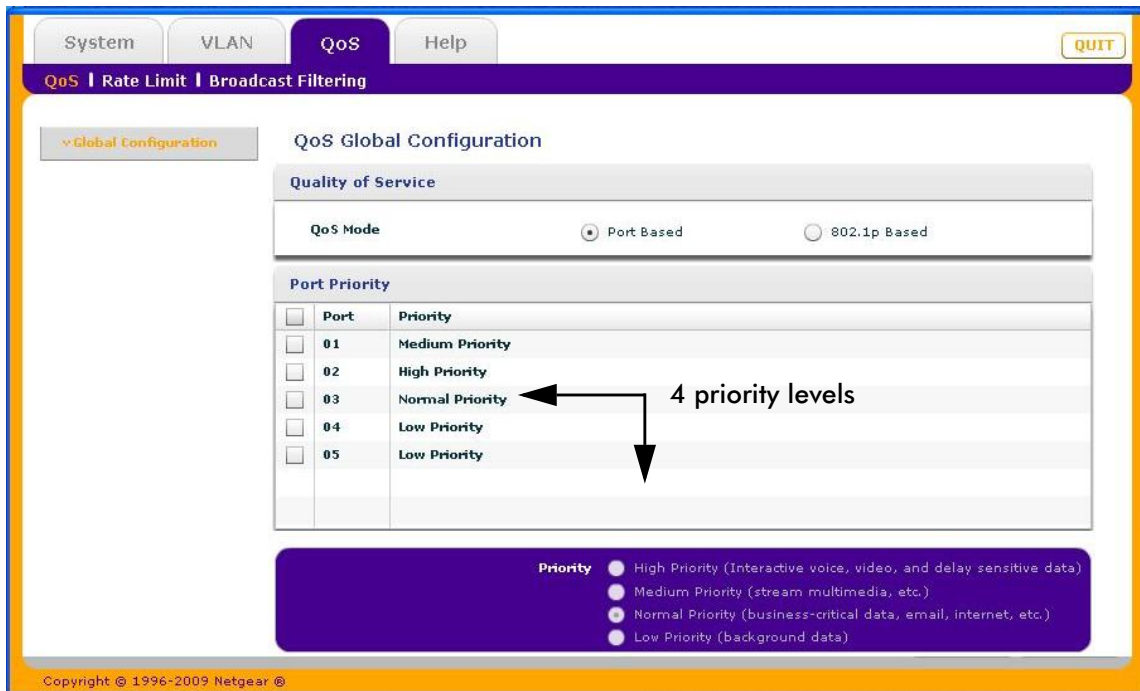 System VLAN QoS Help QUIT
QoS | Rate Limit | Broadcast Filtering
Global Configuration
QoS Global Configuration
Quality of Service
QoS Mode Port Based 802.1p Based
Port Priority
Port Priority
01 Medium Priority
02 High Priority
03 Normal Priority 4 priority levels
04 Low Priority
05 Low Priority
Priority High Priority (Interactive voice, video, and delay sensitive data)
Medium Priority (stream multimedia, etc.)
Normal Priority (business-critical data, email, internet, etc.)
Low Priority (background data)
Copyright © 1996-2009 Netgear ®